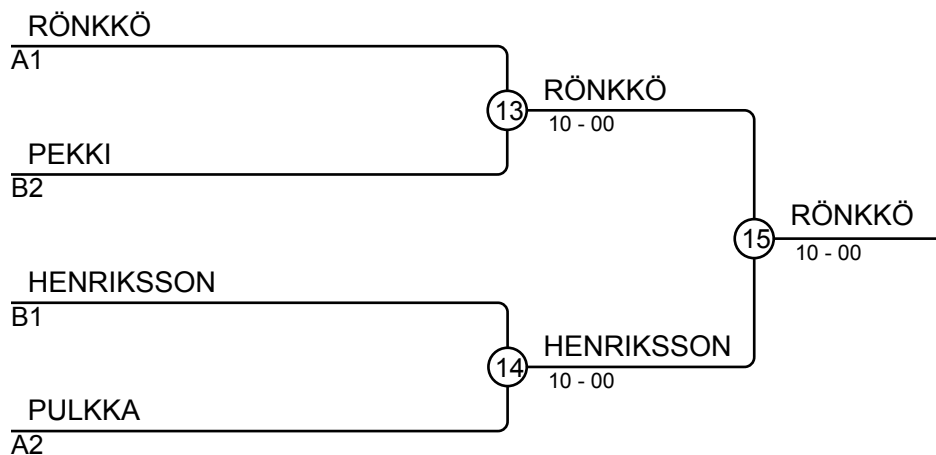 RÖNKKÖ
A1
13
RÖNKKÖ
10 - 00
PEKKI
B2
15
RÖNKKÖ
10 - 00
HENRIKSSON
B1
14
HENRIKSSON
10 - 00
PULKKA
A2